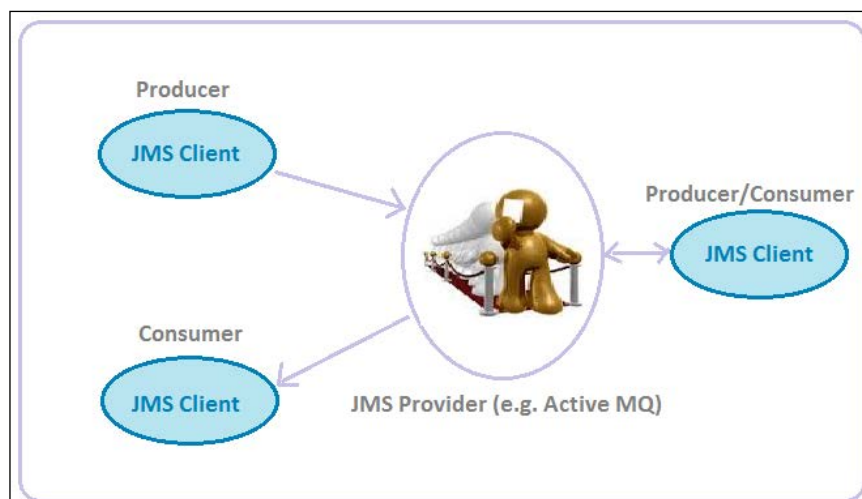 Producer
JMS Client
Producer/Consumer
JMS Client
Consumer
JMS Client
JMS Provider (e.g. Active MQ)